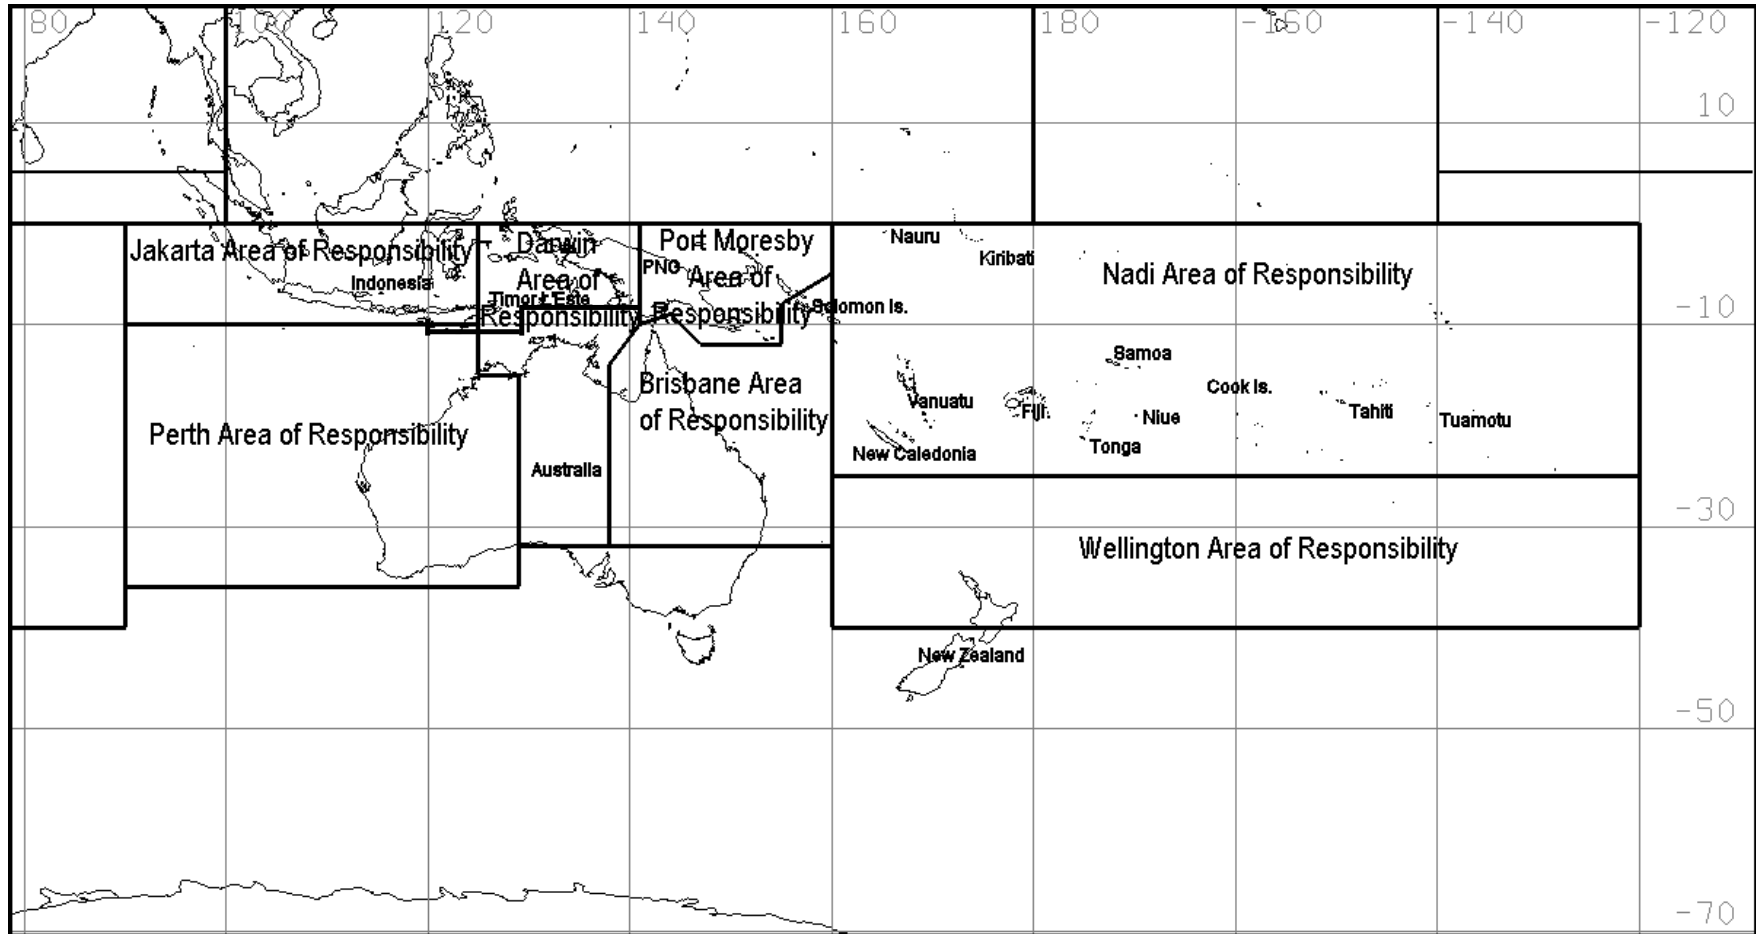 80 100 120 140 160 180 -160 -140 -120
10
Jakarta Area of Responsibility
Indonesia
Darwin
Area of
Responsibility
Timor L'Este
Port Moresby
Area of
Responsibility
PNG
Solomon Is.
Nauru
Kiribati
Nadi Area of Responsibility
-10
Samoa
Cook Is.
Vanuatu
Fiji
Niue
Tahiti
Tuamotu
Tonga
New Caledonia
Perth Area of Responsibility
Australia
Brisbane Area
of Responsibility
-30
Wellington Area of Responsibility
New Zealand
-50
-70